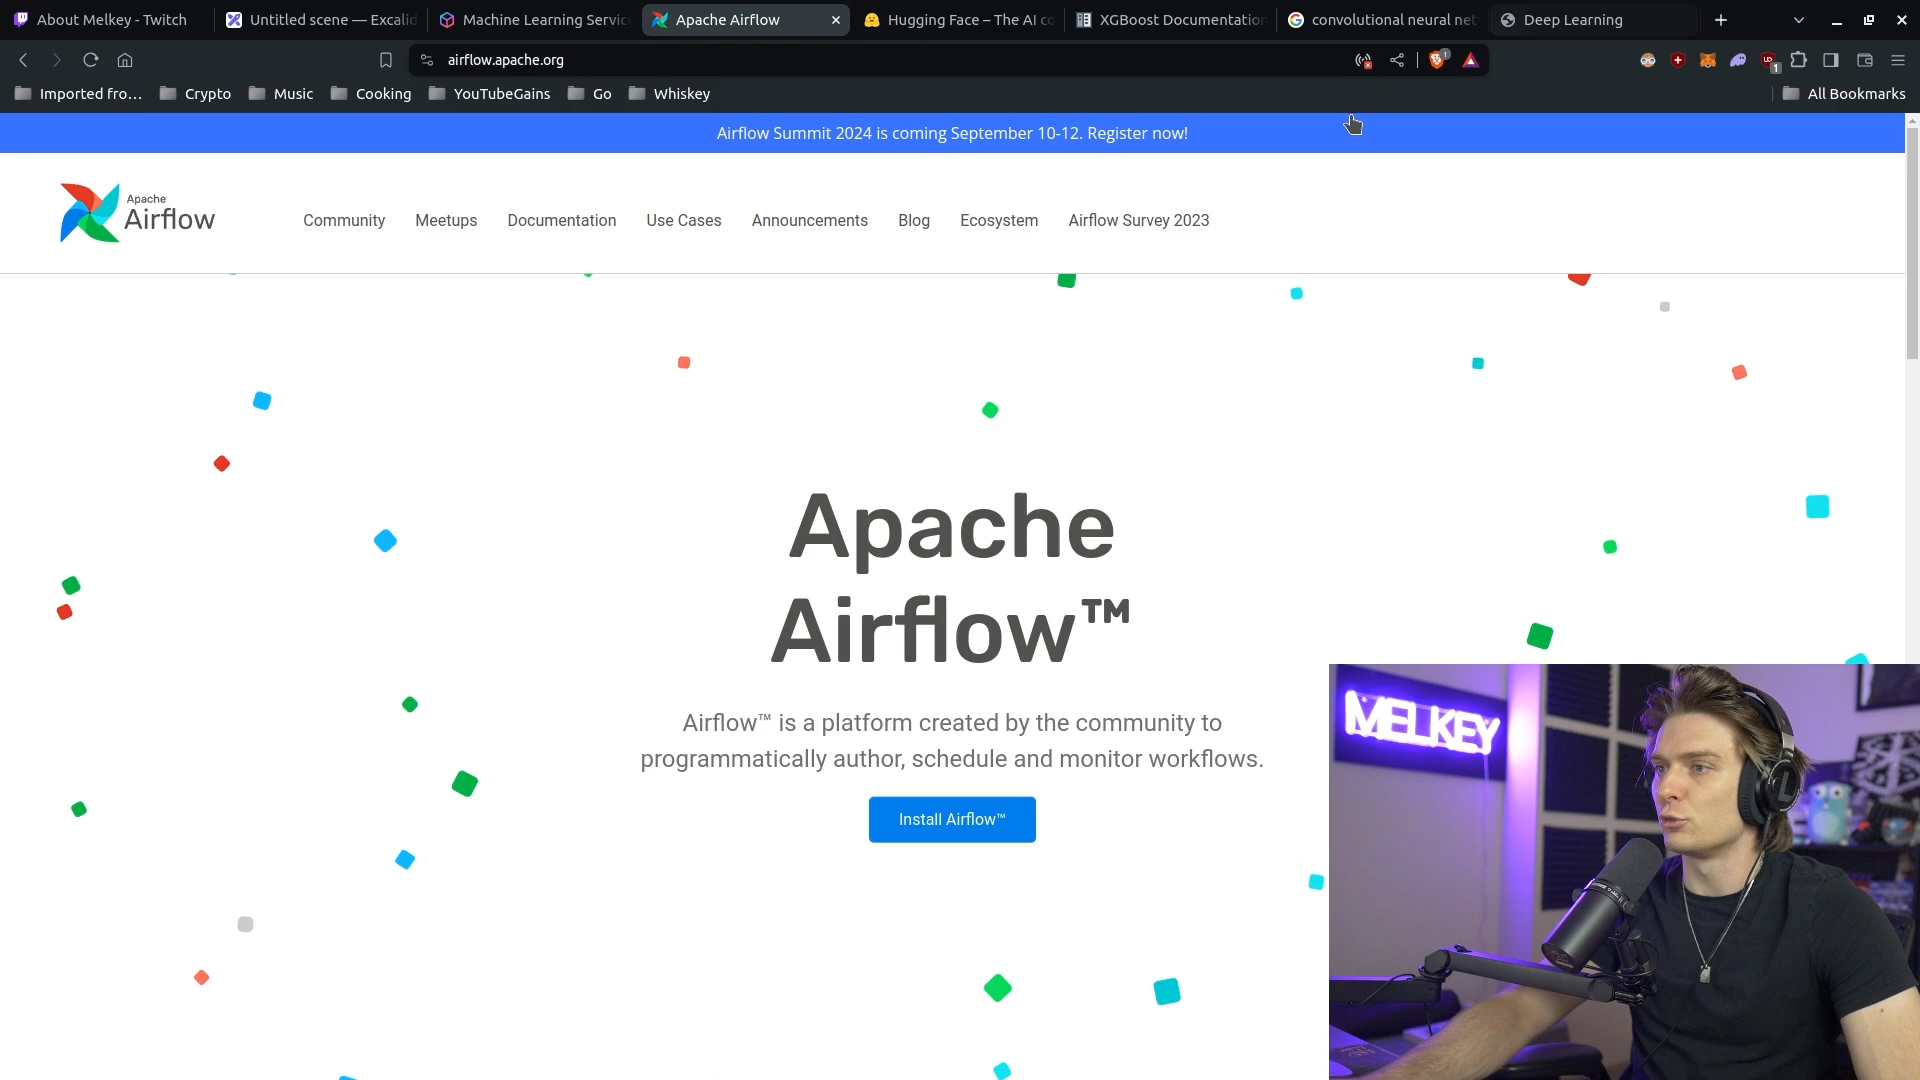 About Melkey - Twitch
Untitled scene — Excalid
Machine Learning Servic
Apache Airflow
Hugging Face – The AI co
XGBoost Documentation
convolutional neural net
Deep Learning
airflow.apache.org
Imported fro...
Crypto
Music
Cooking
YouTubeGains
Go
Whiskey
All Bookmarks
Airflow Summit 2024 is coming September 10-12. Register now!
Apache
Airflow
Community
Meetups
Documentation
Use Cases
Announcements
Blog
Ecosystem
Airflow Survey 2023
Apache
Airflow™
Airflow™ is a platform created by the community to
programmatically author, schedule and monitor workflows.
Install Airflow™
MELKEY